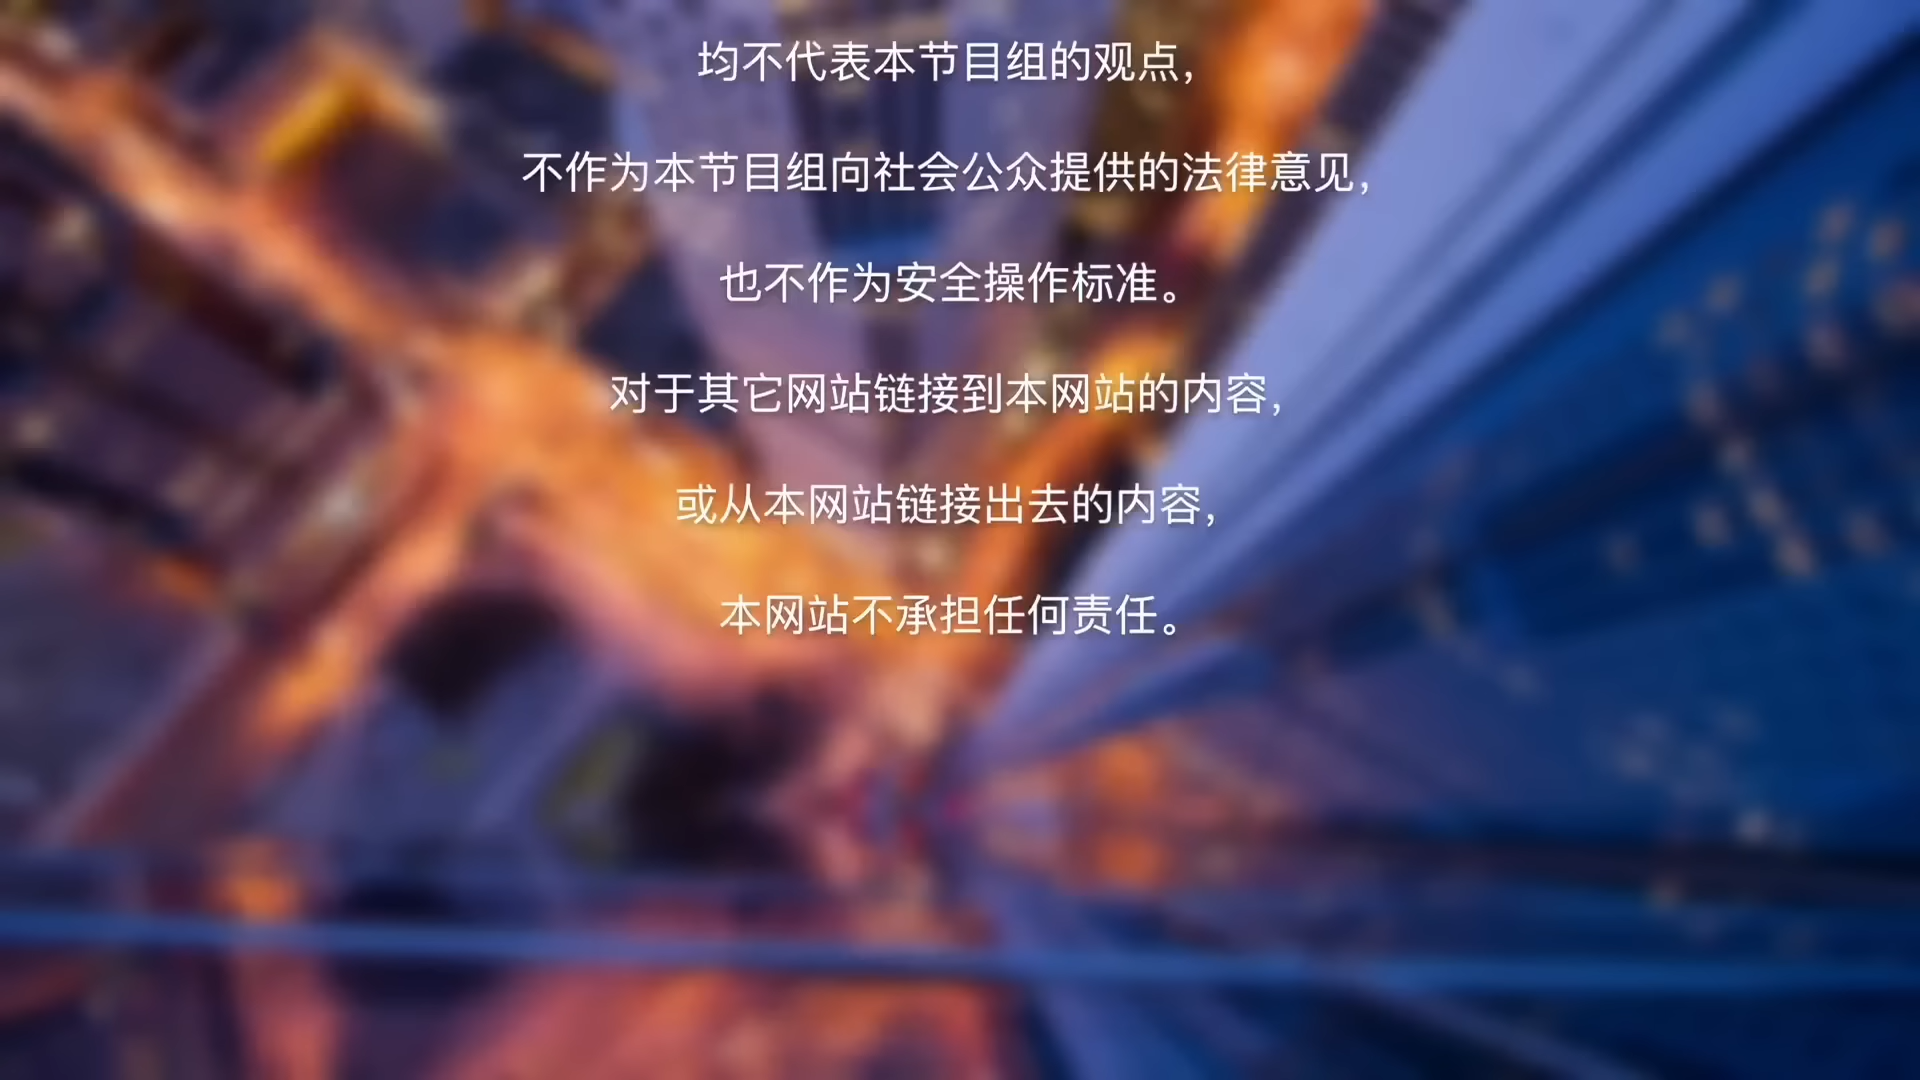 均不代表本节目组的观点，
不作为本节目组向社会公众提供的法律意见，
也不作为安全操作标准。
对于其它网站链接到本网站的内容，
或从本网站链接出去的内容，
本网站不承担任何责任。